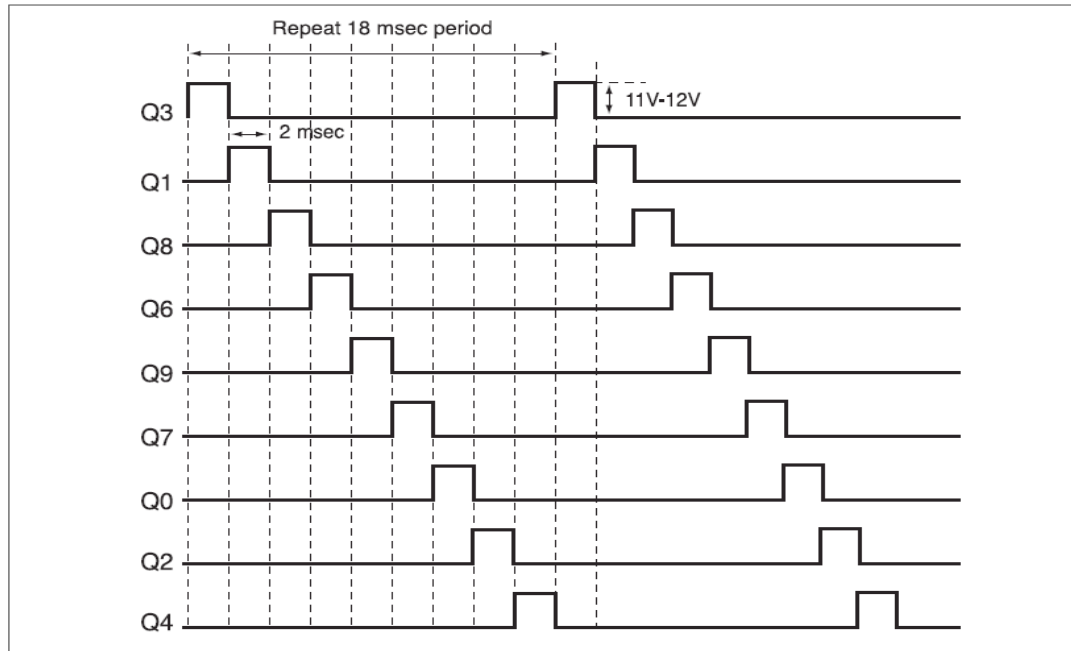 Repeat 18 msec period
Q3
11V-12V
2 msec
Q1
Q8
Q6
Q9
Q7
Q0
Q2
Q4